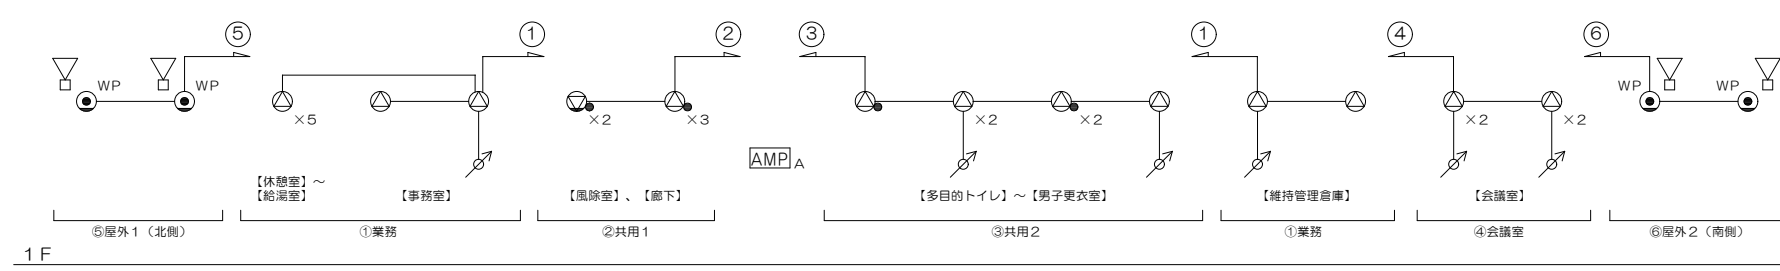 ⑤
①
②
③
①
④
⑥
WP
WP
WP
WP
×5
×2
×3
×2
×2
×2
×2
AMP A
【休憩室】～
【給湯室】
【事務室】
【風除室】、【廊下】
【多目的トイレ】～【男子更衣室】
【維持管理倉庫】
【会議室】
⑤屋外1（北側）
①業務
②共用1
③共用2
①業務
④会議室
⑥屋外2（南側）
1F